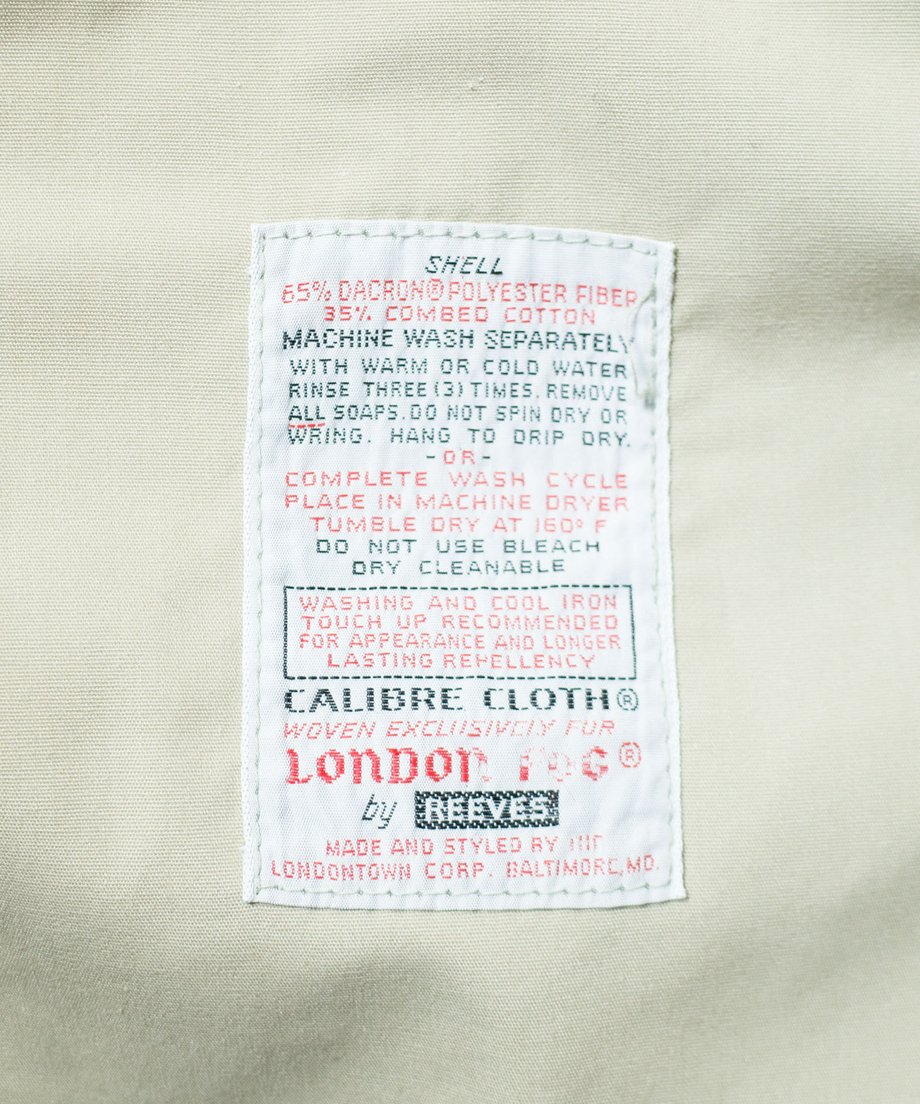 SHELL
65% DACRON® POLYESTER FIBER
35% COMBED COTTON
MACHINE WASH SEPARATELY
WITH WARM OR COLD WATER
RINSE THREE (3) TIMES. REMOVE
ALL SOAPS. DO NOT SPIN DRY OR
WRING. HANG TO DRIP DRY.
-OR-
COMPLETE WASH CYCLE
PLACE IN MACHINE DRYER
TUMBLE DRY AT 160° F
DO NOT USE BLEACH
DRY CLEANABLE
WASHING AND COOL IRON
TOUCH UP RECOMMENDED
FOR APPEARANCE AND LONGER
LASTING REPELLENCY
CALIBRE CLOTH®
WOVEN EXCLUSIVELY FOR
LONDON FOG®
by REEVES
MADE AND STYLED BY THE
LONDONTOWN CORP. BALTIMORE, MD.